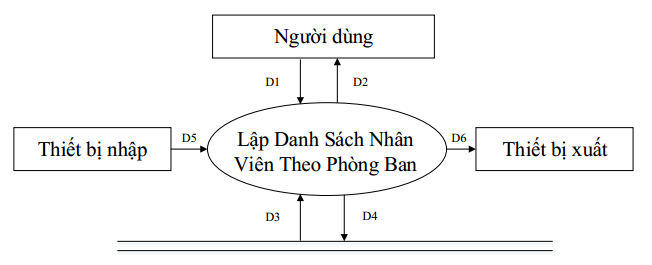 Người dùng
D1
D2
Thiết bị nhập
D5
Lập Danh Sách Nhân
Viên Theo Phòng Ban
D6
Thiết bị xuất
D3
D4